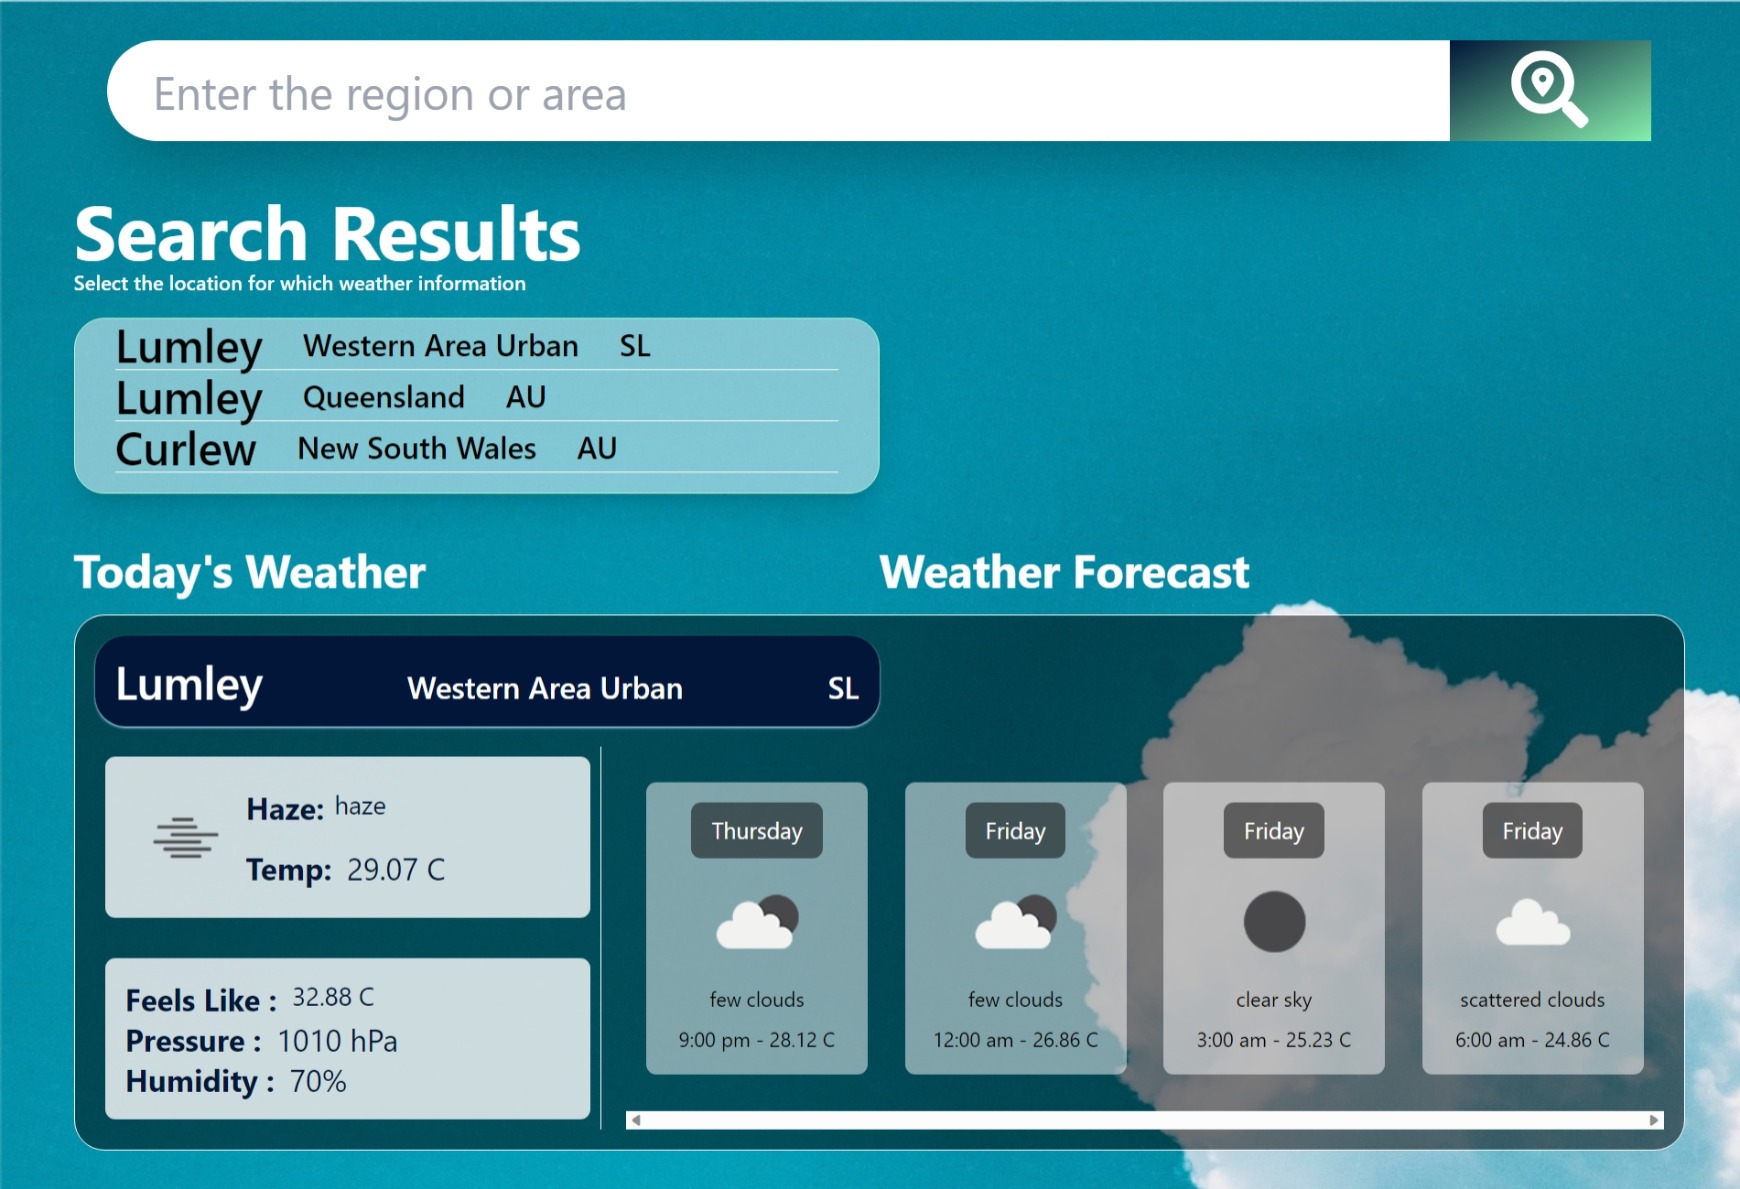 Enter the region or area
Search Results
Select the location for which weather information
Lumley Western Area Urban SL
Lumley Queensland AU
Curlew New South Wales AU
Today's Weather
Weather Forecast
Lumley Western Area Urban SL
Haze: haze
Temp: 29.07 C
Feels Like : 32.88 C
Pressure : 1010 hPa
Humidity : 70%
Thursday
few clouds
9:00 pm - 28.12 C
Friday
few clouds
12:00 am - 26.86 C
Friday
clear sky
3:00 am - 25.23 C
Friday
scattered clouds
6:00 am - 24.86 C